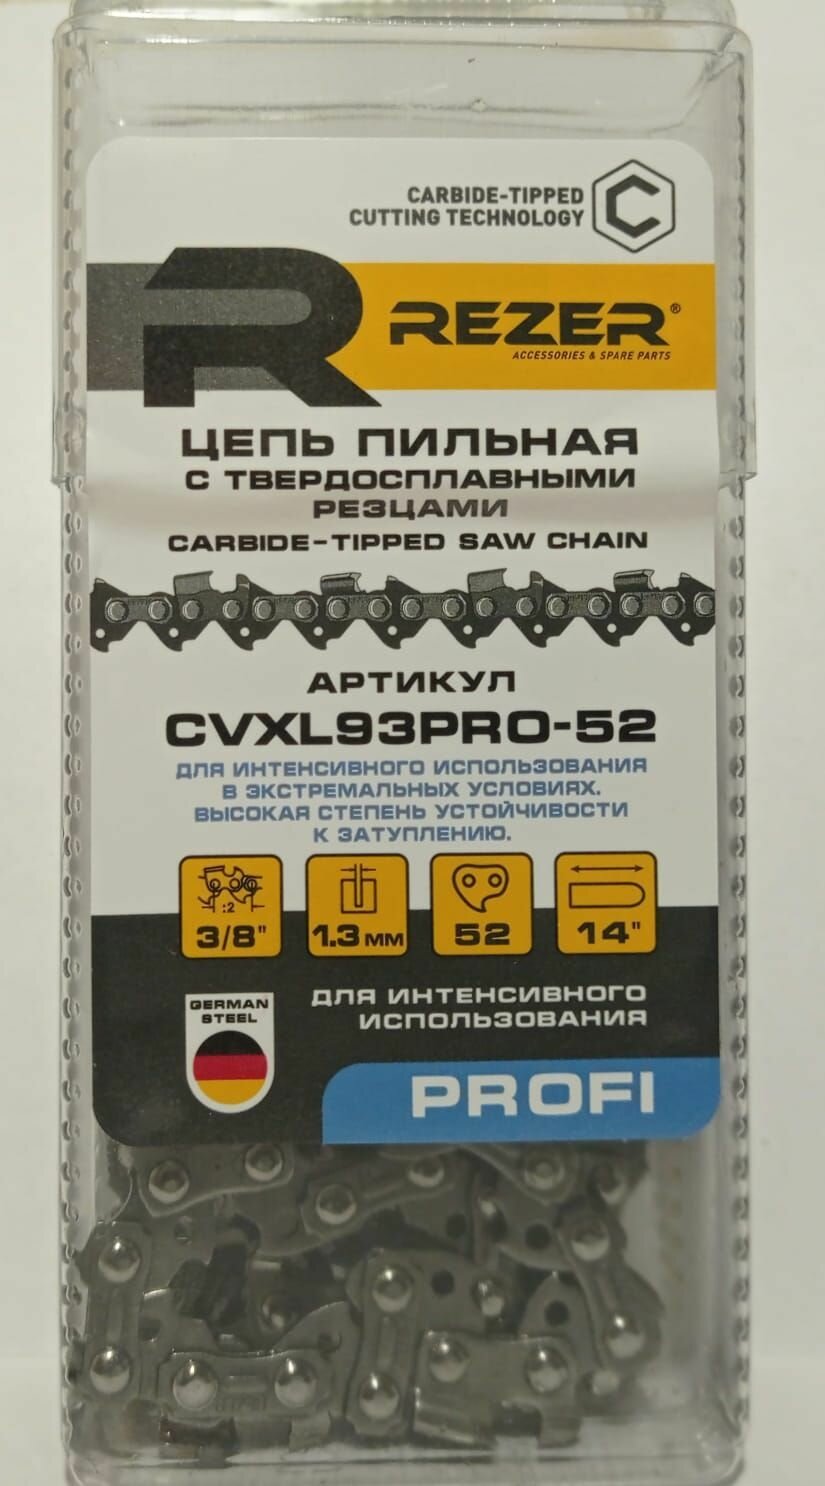 CARBIDE-TIPPED
CUTTING TECHNOLOGY
REZER®
ACCESSORIES & SPARE PARTS
ЦЕПЬ ПИЛЬНАЯ
С ТВЕРДОСПЛАВНЫМИ
РЕЗЦАМИ
CARBIDE-TIPPED SAW CHAIN
АРТИКУЛ
CVXL93PRO-52
ДЛЯ ИНТЕНСИВНОГО ИСПОЛЬЗОВАНИЯ
В ЭКСТРЕМАЛЬНЫХ УСЛОВИЯХ.
ВЫСОКАЯ СТЕПЕНЬ УСТОЙЧИВОСТИ
К ЗАТУПЛЕНИЮ.
:2
3/8" 1.3 мм 52 14"
GERMAN
STEEL
ДЛЯ ИНТЕНСИВНОГО
ИСПОЛЬЗОВАНИЯ
PROFI